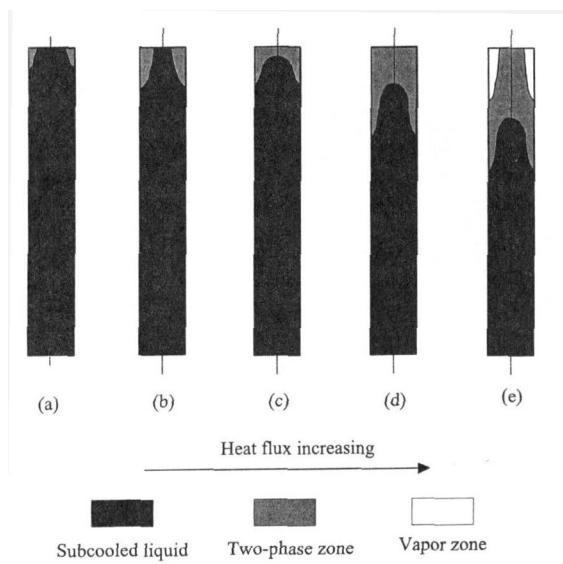 (a) (b) (c) (d) (e)
Heat flux increasing
Subcooled liquid Two-phase zone Vapor zone